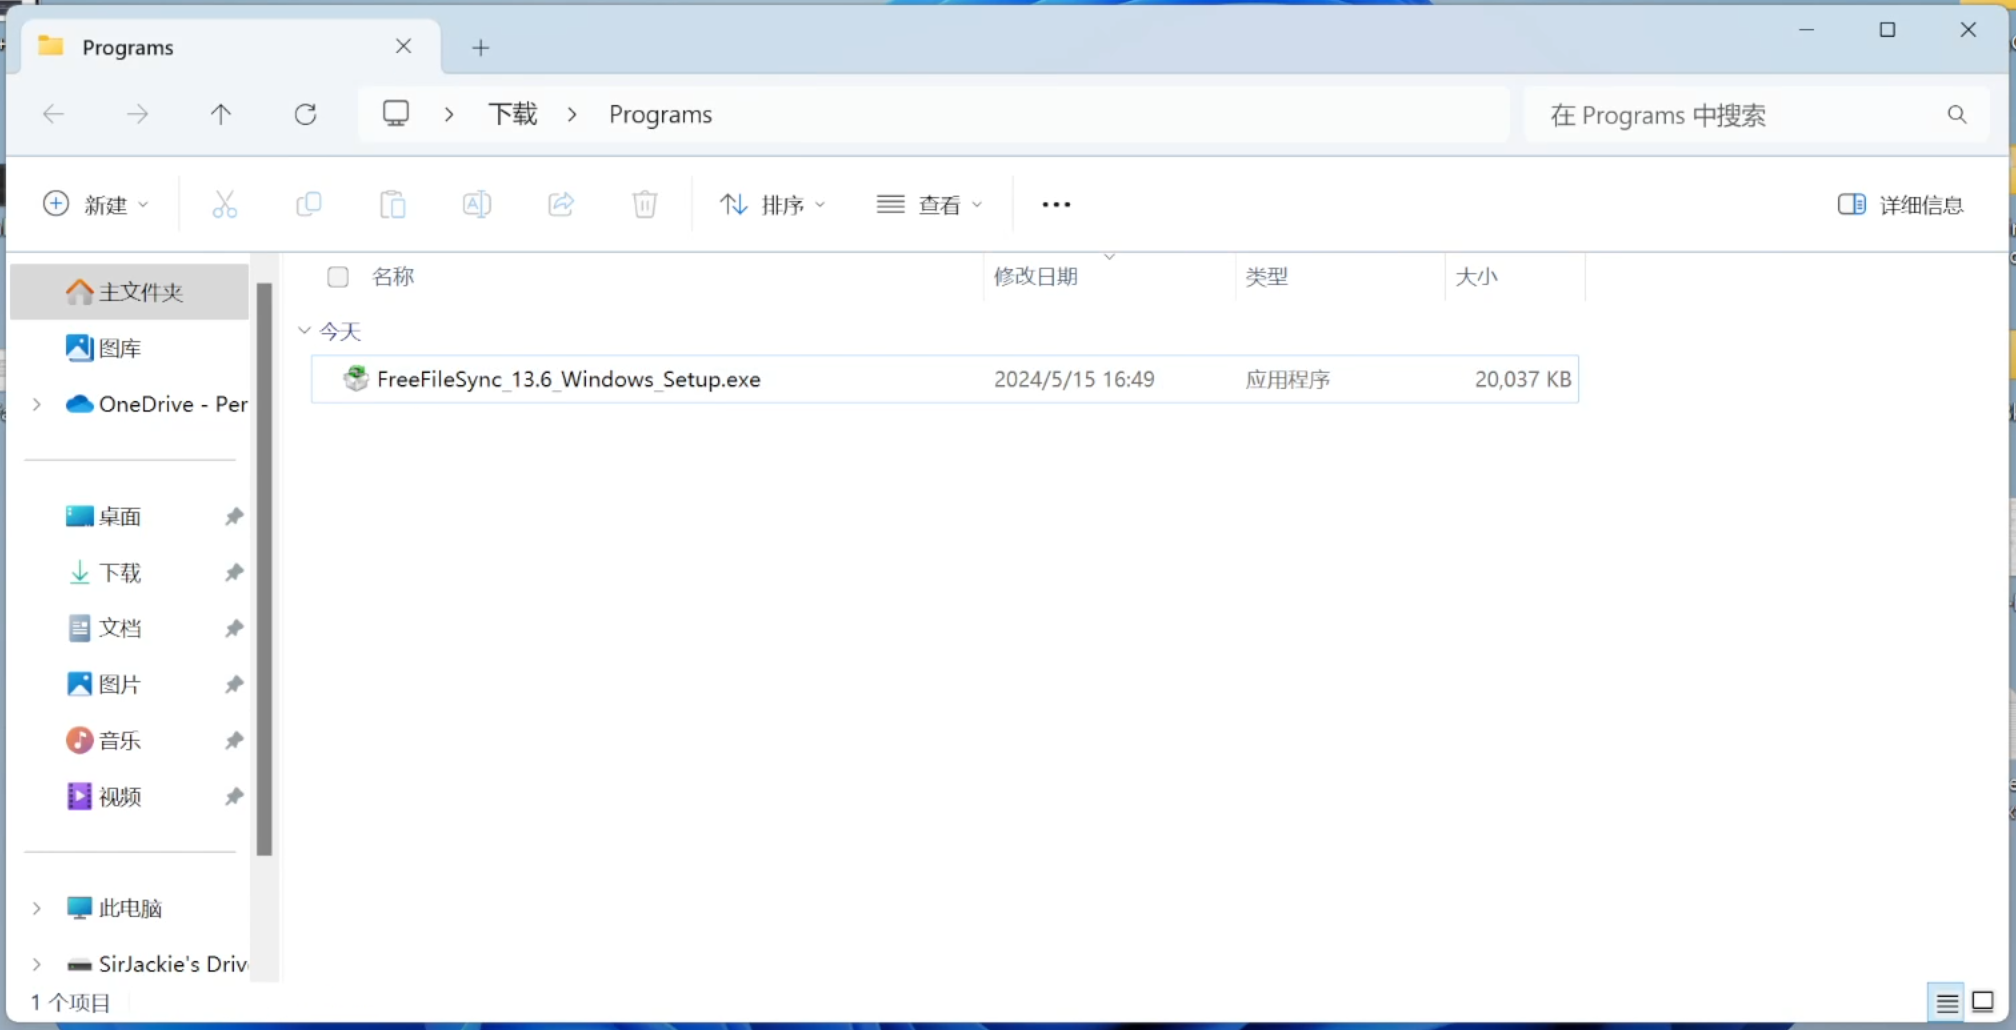 Programs
下载
Programs
在 Programs 中搜索
新建
排序
查看
详细信息
主文件夹
图库
OneDrive - Per
桌面
下载
文档
图片
音乐
视频
此电脑
SirJackie's Driv
名称 修改日期 类型 大小
今天
FreeFileSync_13.6_Windows_Setup.exe 2024/5/15 16:49 应用程序 20,037 KB
1 个项目